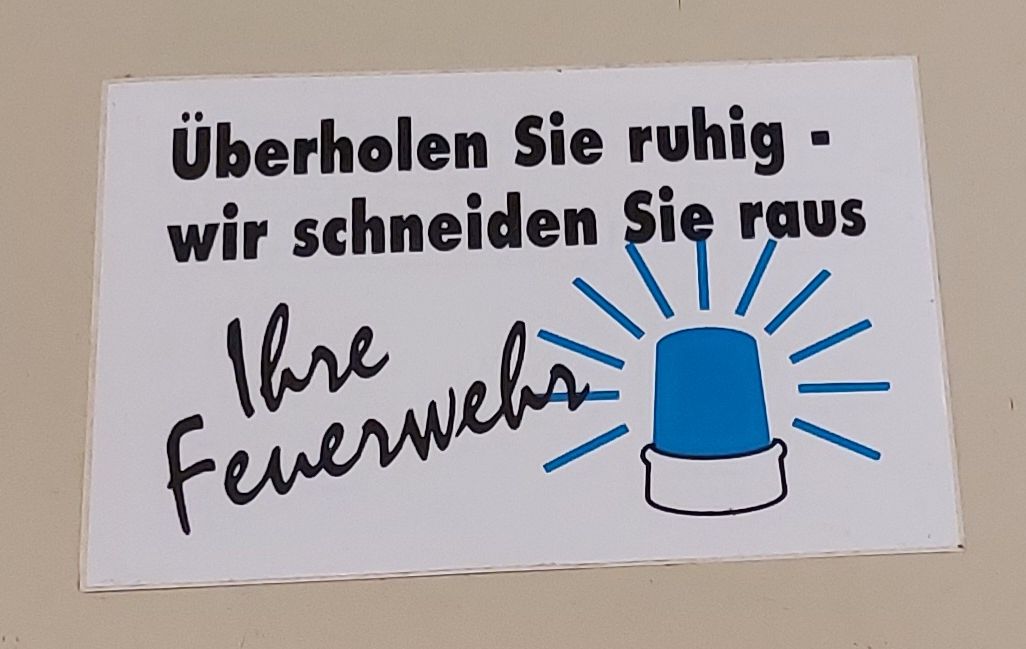 Überholen Sie ruhig -
wir schneiden Sie raus
Ihre
Feuerwehr